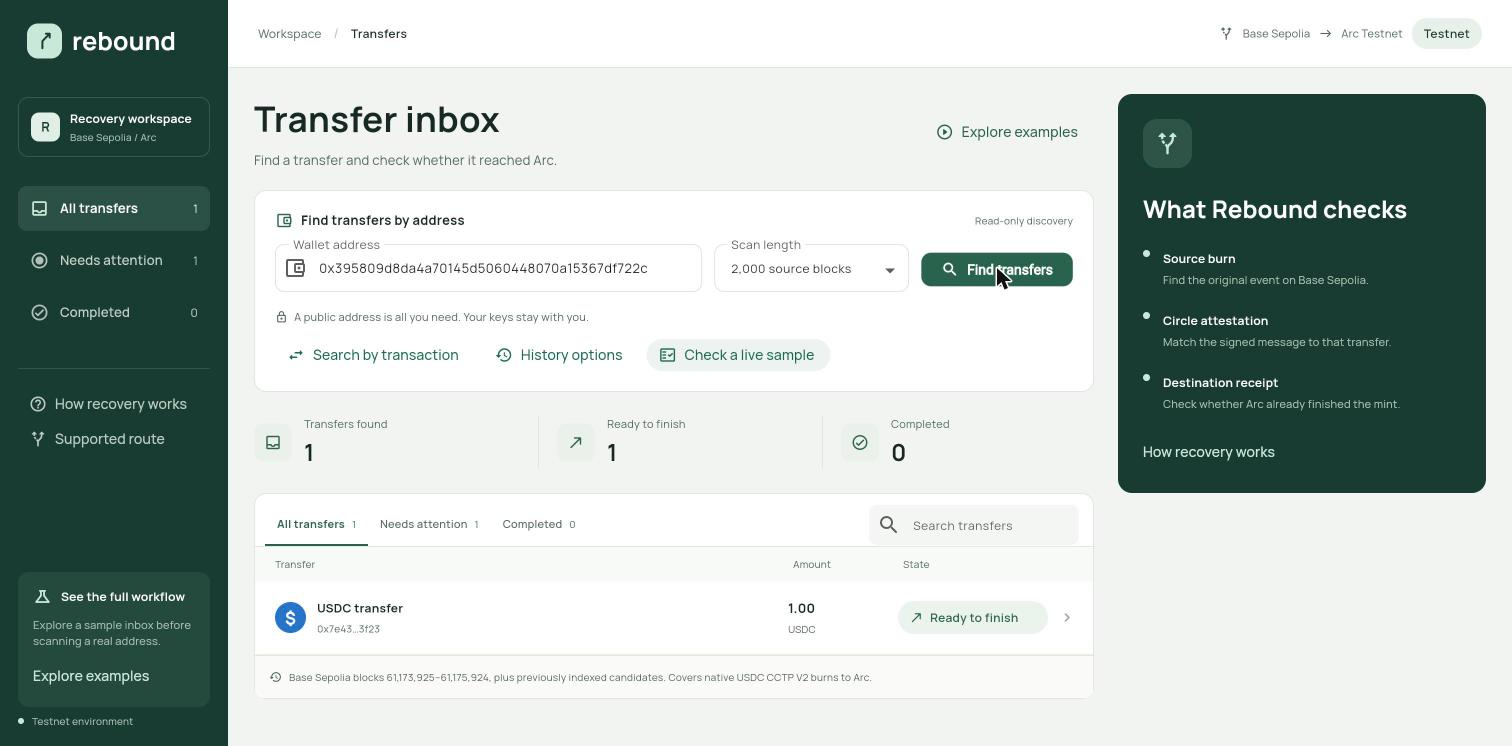 rebound
Recovery workspace
R
Base Sepolia / Arc
All transfers 1
Needs attention 1
Completed 0
How recovery works
Supported route
See the full workflow
Explore a sample inbox before
scanning a real address.
Explore examples
Testnet environment
Workspace / Transfers
Base Sepolia → Arc Testnet Testnet
Transfer inbox
Explore examples
Find a transfer and check whether it reached Arc.
Find transfers by address
Read-only discovery
Wallet address
0x395809d8da4a70145d5060448070a15367df722c
Scan length
2,000 source blocks
Find transfers
A public address is all you need. Your keys stay with you.
Search by transaction
History options
Check a live sample
Transfers found
1
Ready to finish
1
Completed
0
All transfers 1
Needs attention 1
Completed 0
Search transfers
Transfer Amount State
USDC transfer
0x7e43…3f23
1.00
USDC
Ready to finish
Base Sepolia blocks 61,173,925–61,175,924, plus previously indexed candidates. Covers native USDC CCTP V2 burns to Arc.
What Rebound checks
Source burn
Find the original event on Base Sepolia.
Circle attestation
Match the signed message to that transfer.
Destination receipt
Check whether Arc already finished the mint.
How recovery works